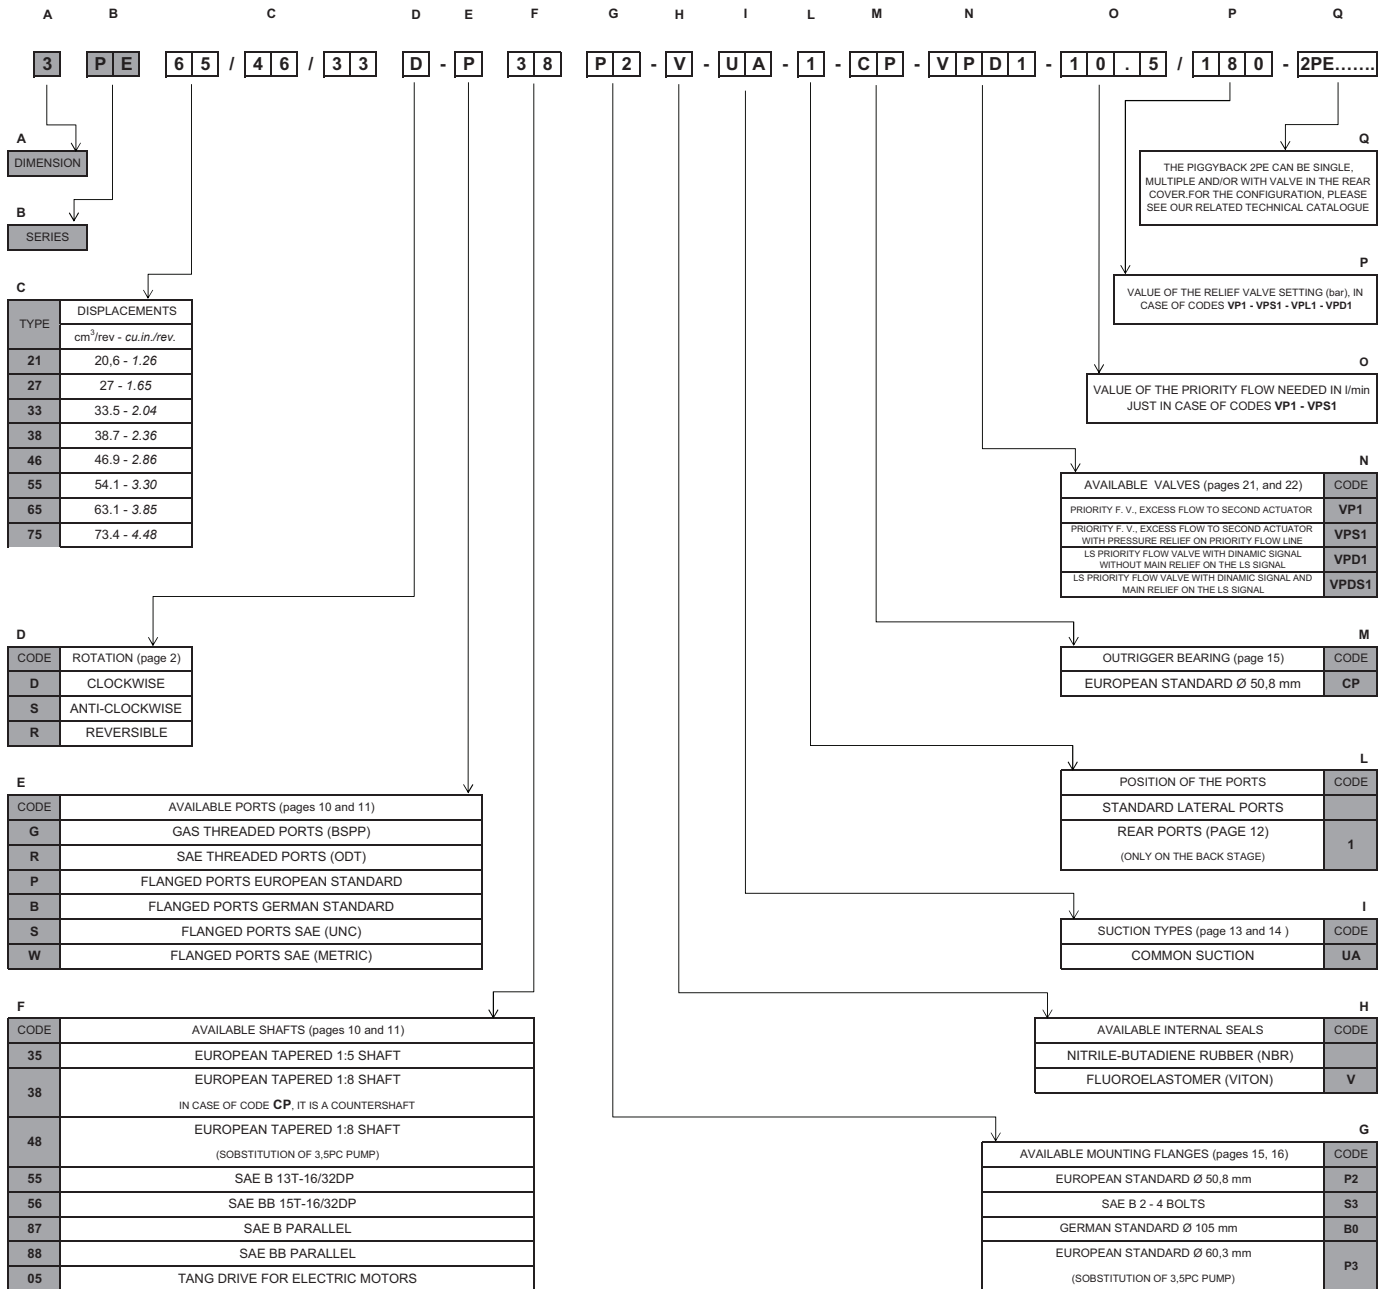 A B C D E F G H I L M N O P Q
3 PE 65 / 46 / 33 D - P 38 P2 - V - UA - 1 - CP - VPD1 - 10.5 / 180 - 2PE.......
A
DIMENSION
B
SERIES
C
TYPE DISPLACEMENTS
cm³/rev - cu.in./rev.
21 20,6 - 1.26
27 27 - 1.65
33 33.5 - 2.04
38 38.7 - 2.36
46 46.9 - 2.86
55 54.1 - 3.30
65 63.1 - 3.85
75 73.4 - 4.48
D
CODE ROTATION (page 2)
D CLOCKWISE
S ANTI-CLOCKWISE
R REVERSIBLE
E
CODE AVAILABLE PORTS (pages 10 and 11)
G GAS THREADED PORTS (BSPP)
R SAE THREADED PORTS (ODT)
P FLANGED PORTS EUROPEAN STANDARD
B FLANGED PORTS GERMAN STANDARD
S FLANGED PORTS SAE (UNC)
W FLANGED PORTS SAE (METRIC)
F
CODE AVAILABLE SHAFTS (pages 10 and 11)
35 EUROPEAN TAPERED 1:5 SHAFT
38 EUROPEAN TAPERED 1:8 SHAFT
IN CASE OF CODE CP, IT IS A COUNTERSHAFT
48 EUROPEAN TAPERED 1:8 SHAFT
(SOBSTITUTION OF 3,5PC PUMP)
55 SAE B 13T-16/32DP
56 SAE BB 15T-16/32DP
87 SAE B PARALLEL
88 SAE BB PARALLEL
05 TANG DRIVE FOR ELECTRIC MOTORS
Q
THE PIGGYBACK 2PE CAN BE SINGLE,
MULTIPLE AND/OR WITH VALVE IN THE REAR
COVER.FOR THE CONFIGURATION, PLEASE
SEE OUR RELATED TECHNICAL CATALOGUE
P
VALUE OF THE RELIEF VALVE SETTING (bar), IN
CASE OF CODES VP1 - VPS1 - VPL1 - VPD1
O
VALUE OF THE PRIORITY FLOW NEEDED IN l/min
JUST IN CASE OF CODES VP1 - VPS1
N
AVAILABLE VALVES (pages 21, and 22) CODE
PRIORITY F. V., EXCESS FLOW TO SECOND ACTUATOR VP1
PRIORITY F. V., EXCESS FLOW TO SECOND ACTUATOR
WITH PRESSURE RELIEF ON PRIORITY FLOW LINE VPS1
LS PRIORITY FLOW VALVE WITH DINAMIC SIGNAL
WITHOUT MAIN RELIEF ON THE LS SIGNAL VPD1
LS PRIORITY FLOW VALVE WITH DINAMIC SIGNAL AND
MAIN RELIEF ON THE LS SIGNAL VPDS1
M
OUTRIGGER BEARING (page 15) CODE
EUROPEAN STANDARD Ø 50,8 mm CP
L
POSITION OF THE PORTS CODE
STANDARD LATERAL PORTS
REAR PORTS (PAGE 12) 1
(ONLY ON THE BACK STAGE)
I
SUCTION TYPES (page 13 and 14 ) CODE
COMMON SUCTION UA
H
AVAILABLE INTERNAL SEALS CODE
NITRILE-BUTADIENE RUBBER (NBR)
FLUOROELASTOMER (VITON) V
G
AVAILABLE MOUNTING FLANGES (pages 15, 16) CODE
EUROPEAN STANDARD Ø 50,8 mm P2
SAE B 2 - 4 BOLTS S3
GERMAN STANDARD Ø 105 mm B0
EUROPEAN STANDARD Ø 60,3 mm P3
(SOBSTITUTION OF 3,5PC PUMP)